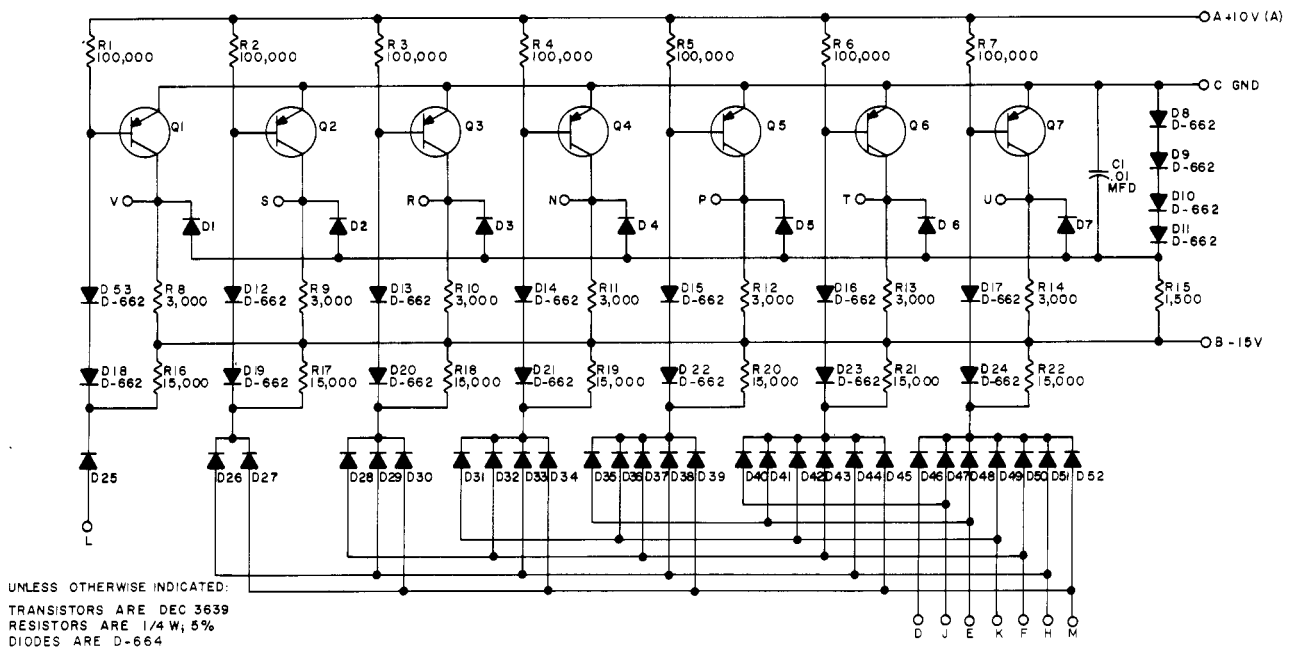 A +10V (A)
R1 100,000
R2 100,000
R3 100,000
R4 100,000
R5 100,000
R6 100,000
R7 100,000
C GND
Q1
Q2
Q3
Q4
Q5
Q6
Q7
C1 .01 MFD
D8 D-662
D9 D-662
D10 D-662
D11 D-662
V
S
R
N
P
T
U
D1
D2
D3
D4
D5
D6
D7
D53 D-662
R8 3,000
D12 D-662
R9 3,000
D13 D-662
R10 3,000
D14 D-662
R11 3,000
D15 D-662
R12 3,000
D16 D-662
R13 3,000
D17 D-662
R14 3,000
R15 1,500
B -15V
D18 D-662
R16 15,000
D19 D-662
R17 15,000
D20 D-662
R18 15,000
D21 D-662
R19 15,000
D22 D-662
R20 15,000
D23 D-662
R21 15,000
D24 D-662
R22 15,000
D25
D26
D27
D28
D29
D30
D31
D32
D33
D34
D35
D36
D37
D38
D39
D40
D41
D42
D43
D44
D45
D46
D47
D48
D49
D50
D51
D52
L
D
J
E
K
F
H
M
UNLESS OTHERWISE INDICATED:
TRANSISTORS ARE DEC 3639
RESISTORS ARE 1/4 W; 5%
DIODES ARE D-664